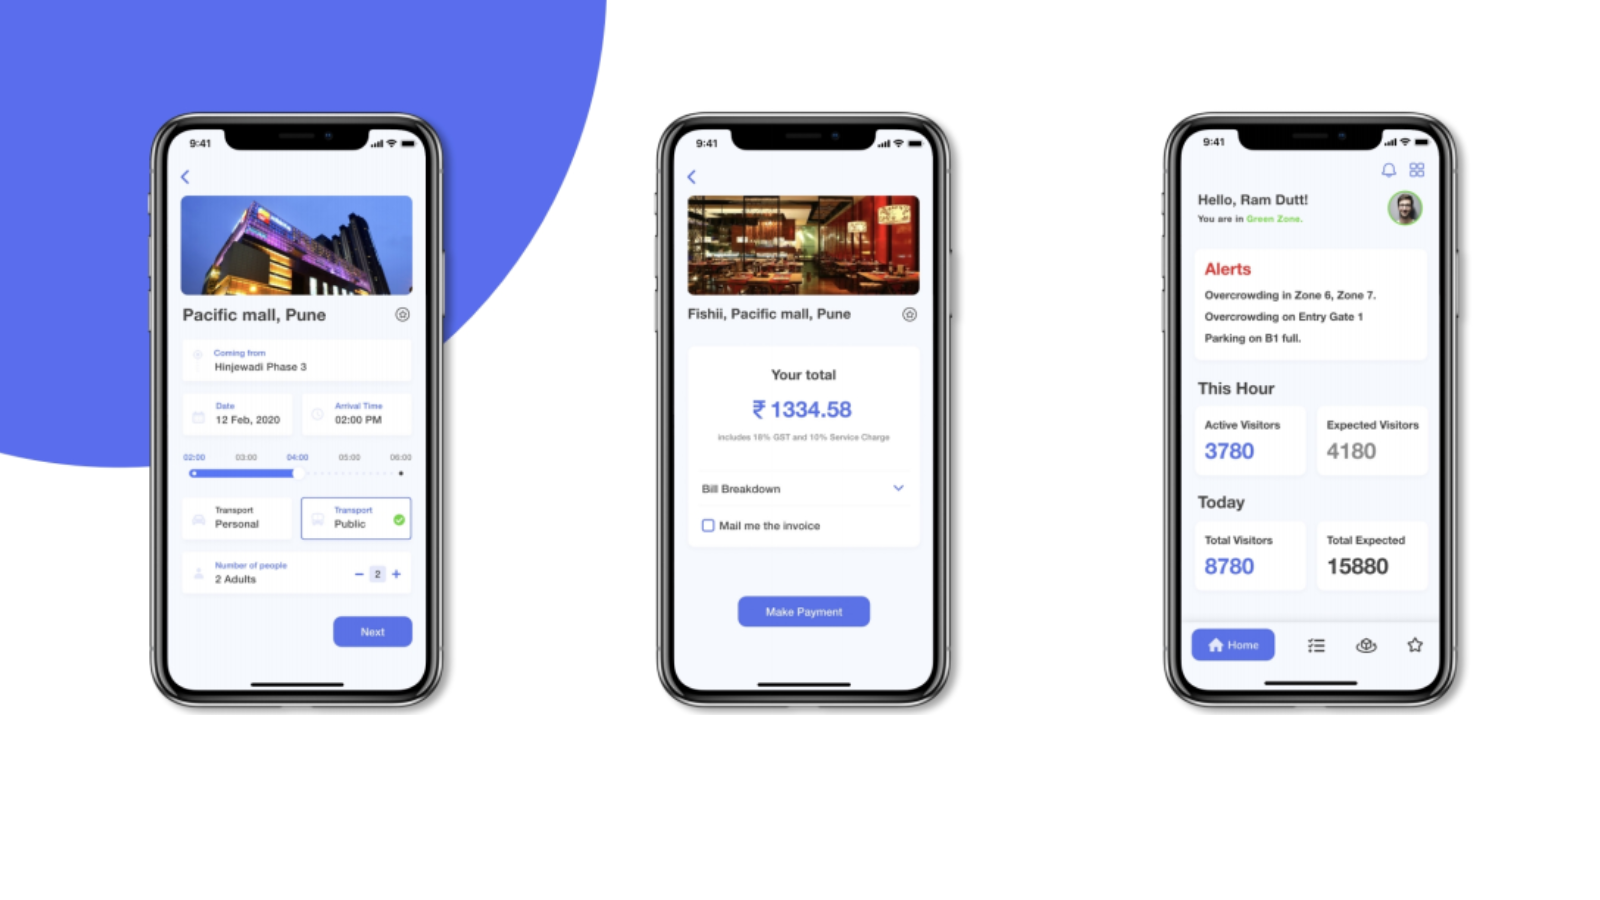 9:41
Pacific mall, Pune
Coming from
Hinjewadi Phase 3
Date
12 Feb, 2020
Arrival Time
02:00 PM
02:00 03:00 04:00 05:00 06:00
Transport
Personal
Transport
Public
Number of people
2 Adults
2
Next
9:41
Fishii, Pacific mall, Pune
Your total
₹ 1334.58
includes 18% GST and 10% Service Charge
Bill Breakdown
Mail me the invoice
Make Payment
9:41
Hello, Ram Dutt!
You are in Green Zone.
Alerts
Overcrowding in Zone 6, Zone 7.
Overcrowding on Entry Gate 1
Parking on B1 full.
This Hour
Active Visitors
3780
Expected Visitors
4180
Today
Total Visitors
8780
Total Expected
15880
Home